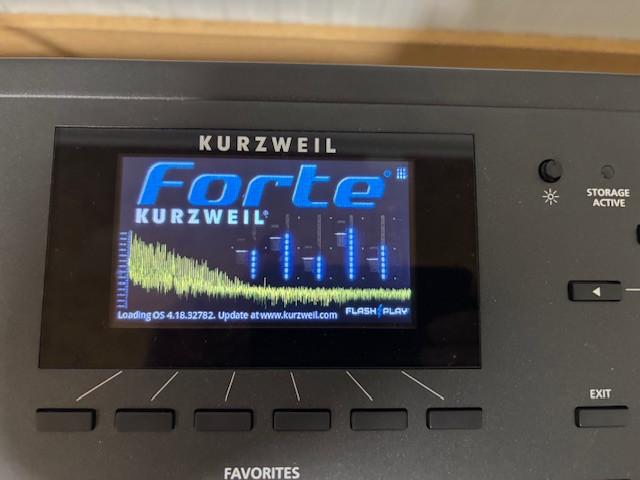 KURZWEIL
Forte®
KURZWEIL®
Loading OS 4.18.32782. Update at www.kurzweil.com
FLASH PLAY
STORAGE
ACTIVE
EXIT
FAVORITES